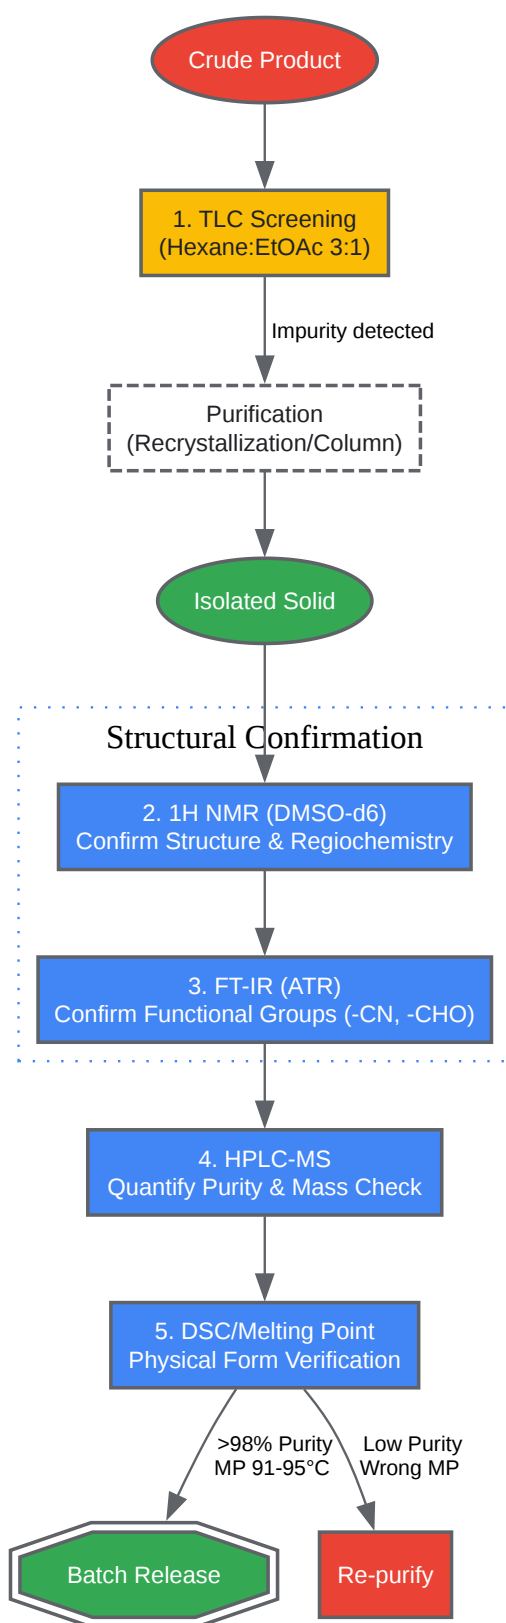 Crude Product
1. TLC Screening
(Hexane:EtOAc 3:1)
Impurity detected
Purification
(Recrystallization/Column)
Isolated Solid
Structural Confirmation
2. 1H NMR (DMSO-d6)
Confirm Structure & Regiochemistry
3. FT-IR (ATR)
Confirm Functional Groups (-CN, -CHO)
4. HPLC-MS
Quantify Purity & Mass Check
5. DSC/Melting Point
Physical Form Verification
>98% Purity
MP 91-95°C
Low Purity
Wrong MP
Batch Release
Re-purify